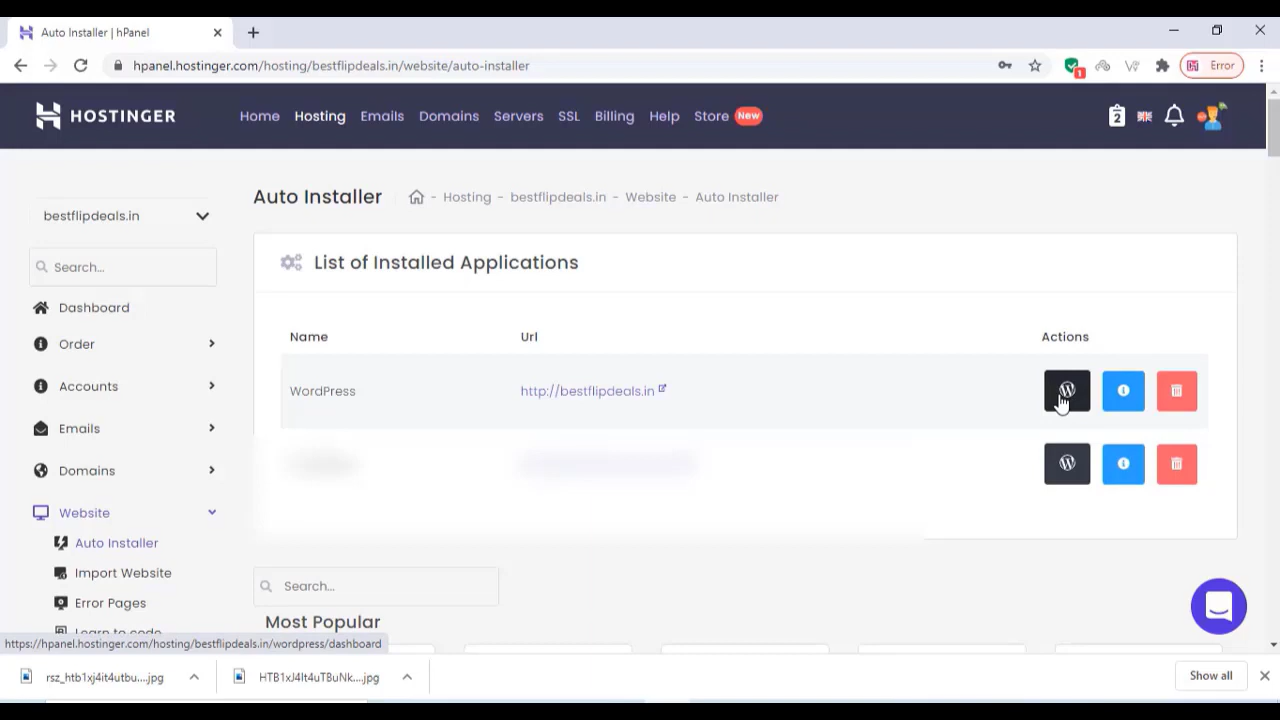 Auto Installer | hPanel
hpanel.hostinger.com/hosting/bestflipdeals.in/website/auto-installer
1
Error
HOSTINGER
Home Hosting Emails Domains Servers SSL Billing Help Store New
2
bestflipdeals.in
Search...
Dashboard
Order
Accounts
Emails
Domains
Website
Auto Installer
Import Website
Error Pages
Learn to code
Auto Installer - Hosting - bestflipdeals.in - Website - Auto Installer
List of Installed Applications
Name Url Actions
WordPress http://bestflipdeals.in
Search...
Most Popular
https://hpanel.hostinger.com/hosting/bestflipdeals.in/wordpress/dashboard
rsz_htb1xj4it4utbu....jpg
HTB1xJ4It4uTBuNk....jpg
Show all